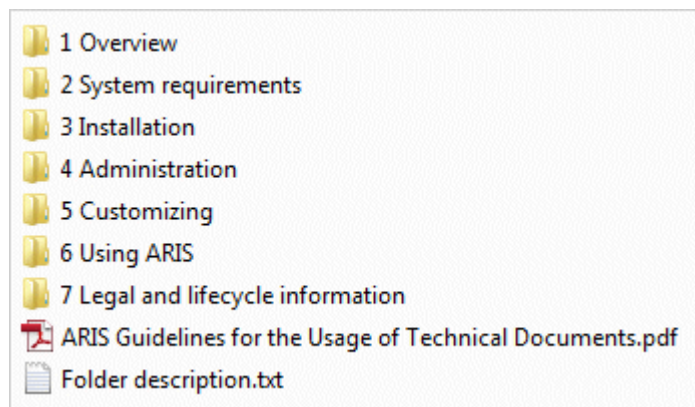 1 Overview
2 System requirements
3 Installation
4 Administration
5 Customizing
6 Using ARIS
7 Legal and lifecycle information
ARIS Guidelines for the Usage of Technical Documents.pdf
Folder description.txt